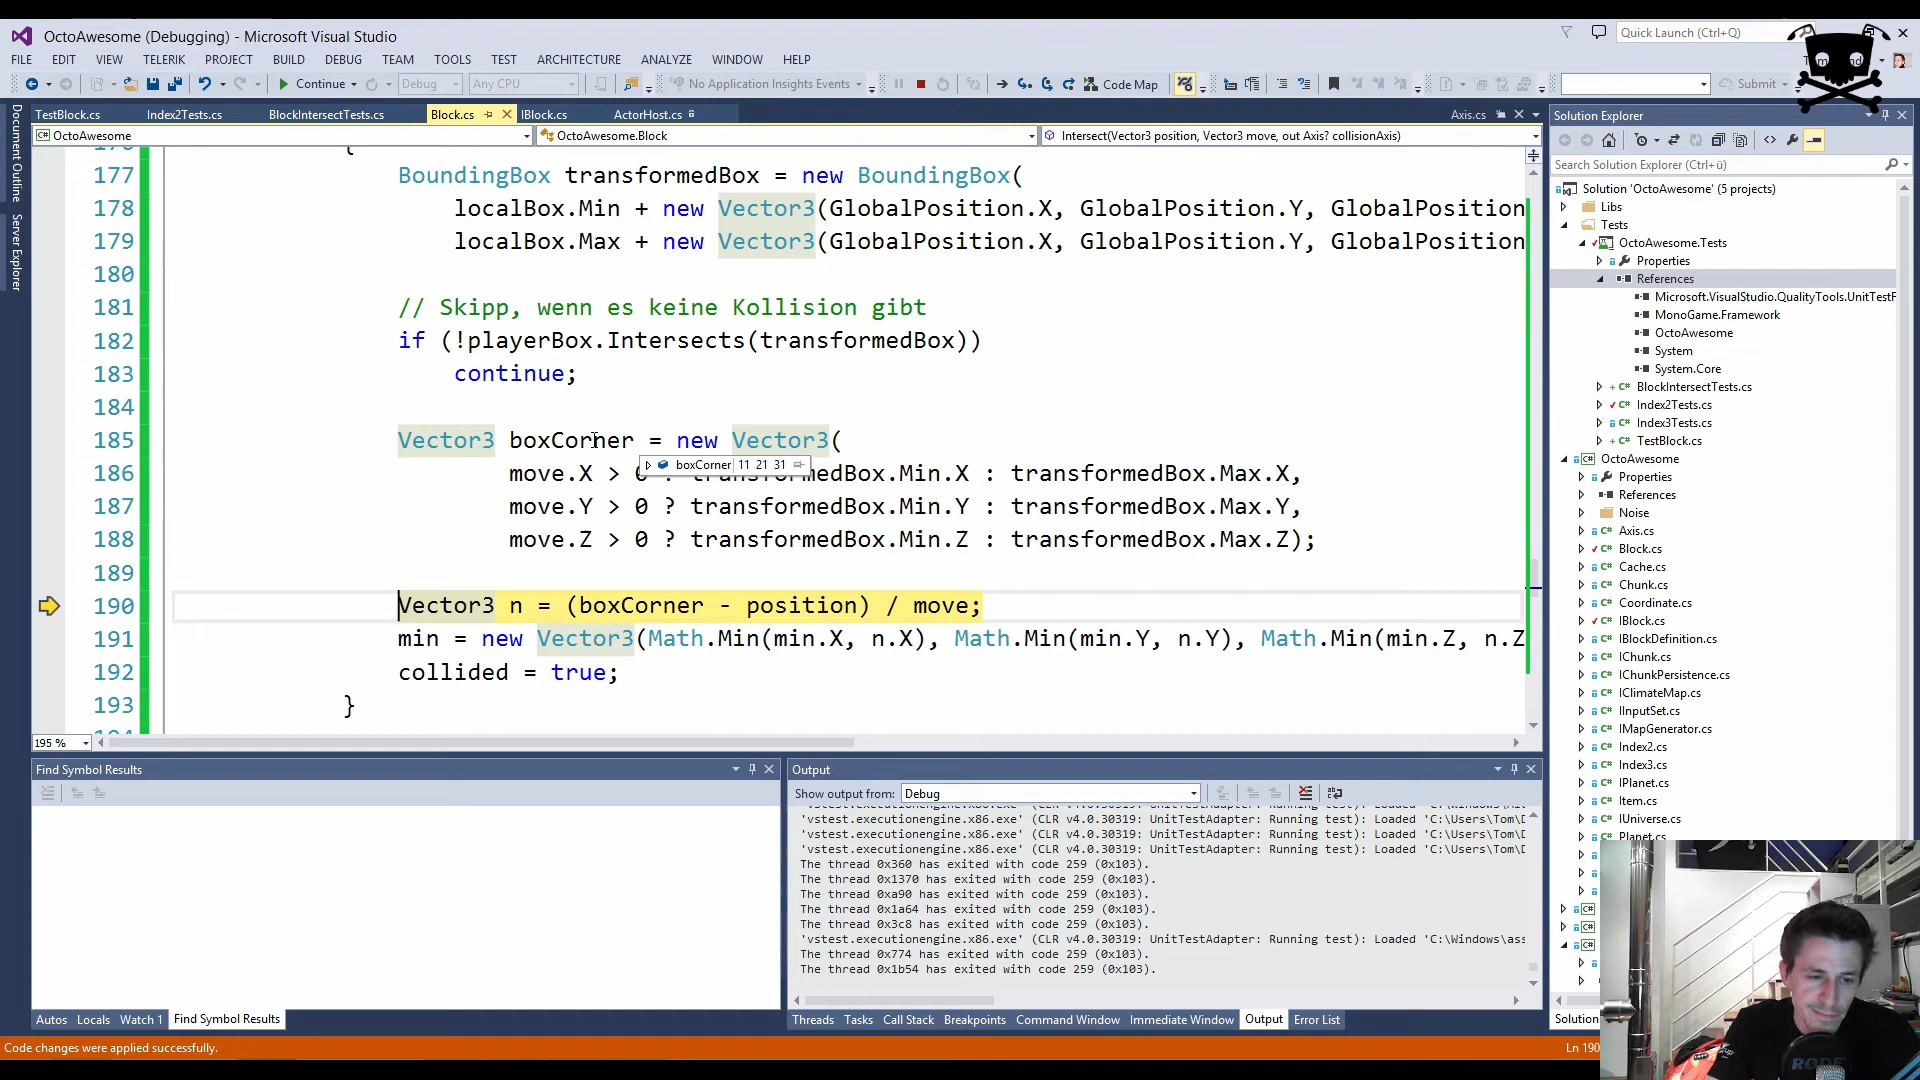 OctoAwesome (Debugging) - Microsoft Visual Studio
Quick Launch (Ctrl+Q)
FILE EDIT VIEW TELERIK PROJECT BUILD DEBUG TEAM TOOLS TEST ARCHITECTURE ANALYZE WINDOW HELP
Continue Debug Any CPU No Application Insights Events Code Map Submit
TestBlock.cs Index2Tests.cs BlockIntersectTests.cs Block.cs IBlock.cs ActorHost.cs Axis.cs
OctoAwesome OctoAwesome.Block Intersect(Vector3 position, Vector3 move, out Axis? collisionAxis)
Document Outline
Server Explorer
{
177 BoundingBox transformedBox = new BoundingBox(
178 localBox.Min + new Vector3(GlobalPosition.X, GlobalPosition.Y, GlobalPosition
179 localBox.Max + new Vector3(GlobalPosition.X, GlobalPosition.Y, GlobalPosition
180
181 // Skipp, wenn es keine Kollision gibt
182 if (!playerBox.Intersects(transformedBox))
183 continue;
184
185 Vector3 boxCorner = new Vector3(
boxCorner 11 21 31
186 move.X > 0 ? transformedBox.Min.X : transformedBox.Max.X,
187 move.Y > 0 ? transformedBox.Min.Y : transformedBox.Max.Y,
188 move.Z > 0 ? transformedBox.Min.Z : transformedBox.Max.Z);
189
190 Vector3 n = (boxCorner - position) / move;
191 min = new Vector3(Math.Min(min.X, n.X), Math.Min(min.Y, n.Y), Math.Min(min.Z, n.Z
192 collided = true;
193 }
195 %
Find Symbol Results
Autos Locals Watch 1 Find Symbol Results
Output
Show output from: Debug
'vstest.executionengine.x86.exe' (CLR v4.0.30319: UnitTestAdapter: Running test): Loaded 'C:\Users\Tom\D
'vstest.executionengine.x86.exe' (CLR v4.0.30319: UnitTestAdapter: Running test): Loaded 'C:\Users\Tom\D
'vstest.executionengine.x86.exe' (CLR v4.0.30319: UnitTestAdapter: Running test): Loaded 'C:\Users\Tom\D
The thread 0x360 has exited with code 259 (0x103).
The thread 0x1370 has exited with code 259 (0x103).
The thread 0xa90 has exited with code 259 (0x103).
The thread 0x1a64 has exited with code 259 (0x103).
The thread 0x3c8 has exited with code 259 (0x103).
'vstest.executionengine.x86.exe' (CLR v4.0.30319: UnitTestAdapter: Running test): Loaded 'C:\Windows\ass
The thread 0x774 has exited with code 259 (0x103).
The thread 0x1b54 has exited with code 259 (0x103).
Threads Tasks Call Stack Breakpoints Command Window Immediate Window Output Error List
Solution Explorer
Search Solution Explorer (Ctrl+ü)
Solution 'OctoAwesome' (5 projects)
Libs
Tests
OctoAwesome.Tests
Properties
References
Microsoft.VisualStudio.QualityTools.UnitTestF
MonoGame.Framework
OctoAwesome
System
System.Core
BlockIntersectTests.cs
Index2Tests.cs
Index3Tests.cs
TestBlock.cs
OctoAwesome
Properties
References
Noise
Axis.cs
Block.cs
Cache.cs
Chunk.cs
Coordinate.cs
IBlock.cs
IBlockDefinition.cs
IChunk.cs
IChunkPersistence.cs
IClimateMap.cs
IInputSet.cs
IMapGenerator.cs
Index2.cs
Index3.cs
IPlanet.cs
Item.cs
IUniverse.cs
Planet.cs
Solution
Code changes were applied successfully.
Ln 190
RØDE